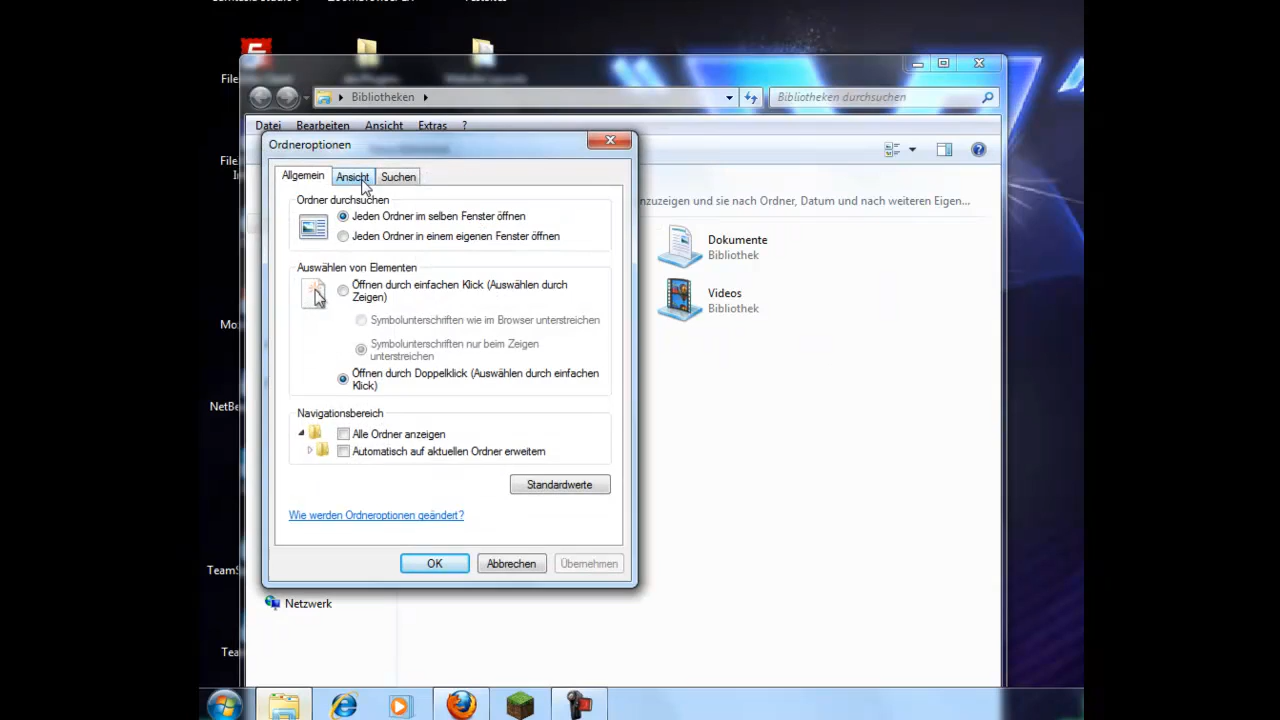 File
Bibliotheken
Bibliotheken durchsuchen
Datei Bearbeiten Ansicht Extras ?
Ordneroptionen
File
Allgemein Ansicht Suchen
Ordner durchsuchen
nzuzeigen und sie nach Ordner, Datum und nach weiteren Eigen...
Jeden Ordner im selben Fenster öffnen
Jeden Ordner in einem eigenen Fenster öffnen
Dokumente
Bibliothek
Auswählen von Elementen
Öffnen durch einfachen Klick (Auswählen durch
Zeigen)
Videos
Bibliothek
Symbolunterschriften wie im Browser unterstreichen
Mo
Symbolunterschriften nur beim Zeigen
unterstreichen
Öffnen durch Doppelklick (Auswählen durch einfachen
Klick)
NetBe
Navigationsbereich
Alle Ordner anzeigen
Automatisch auf aktuellen Ordner erweitern
Standardwerte
Wie werden Ordneroptionen geändert?
OK Abbrechen Übernehmen
TeamS
Netzwerk
Tea